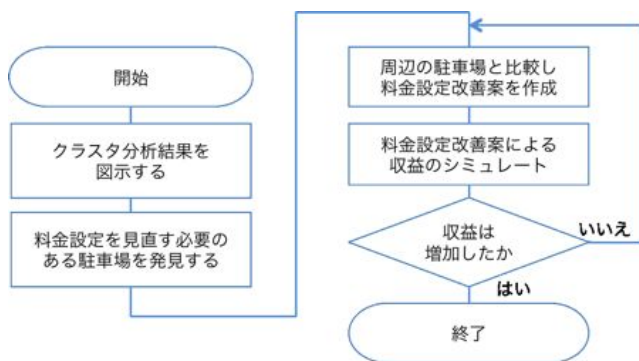 開始
クラスタ分析結果を
図示する
料金設定を見直す必要の
ある駐車場を発見する
周辺の駐車場と比較し
料金設定改善案を作成
料金設定改善案による
収益のシミュレート
収益は
増加したか
いいえ
はい
終了